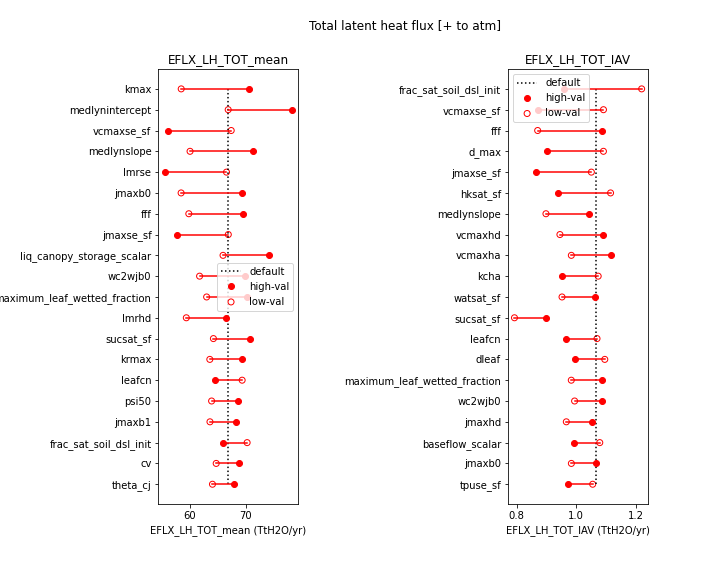 Total latent heat flux [+ to atm]
EFLX_LH_TOT_mean
kmax
medlynintercept
vcmaxse_sf
medlynslope
lmrse
jmaxb0
fff
jmaxse_sf
liq_canopy_storage_scalar
wc2wjb0
maximum_leaf_wetted_fraction
lmrhd
sucsat_sf
krmax
leafcn
psi50
jmaxb1
frac_sat_soil_dsl_init
cv
theta_cj
default
high-val
low-val
60 70
EFLX_LH_TOT_mean (TtH2O/yr)
EFLX_LH_TOT_IAV
frac_sat_soil_dsl_init
vcmaxse_sf
fff
d_max
jmaxse_sf
hksat_sf
medlynslope
vcmaxhd
vcmaxha
kcha
watsat_sf
sucsat_sf
leafcn
dleaf
maximum_leaf_wetted_fraction
wc2wjb0
jmaxhd
baseflow_scalar
jmaxb0
tpuse_sf
default
high-val
low-val
0.8 1.0 1.2
EFLX_LH_TOT_IAV (TtH2O/yr)